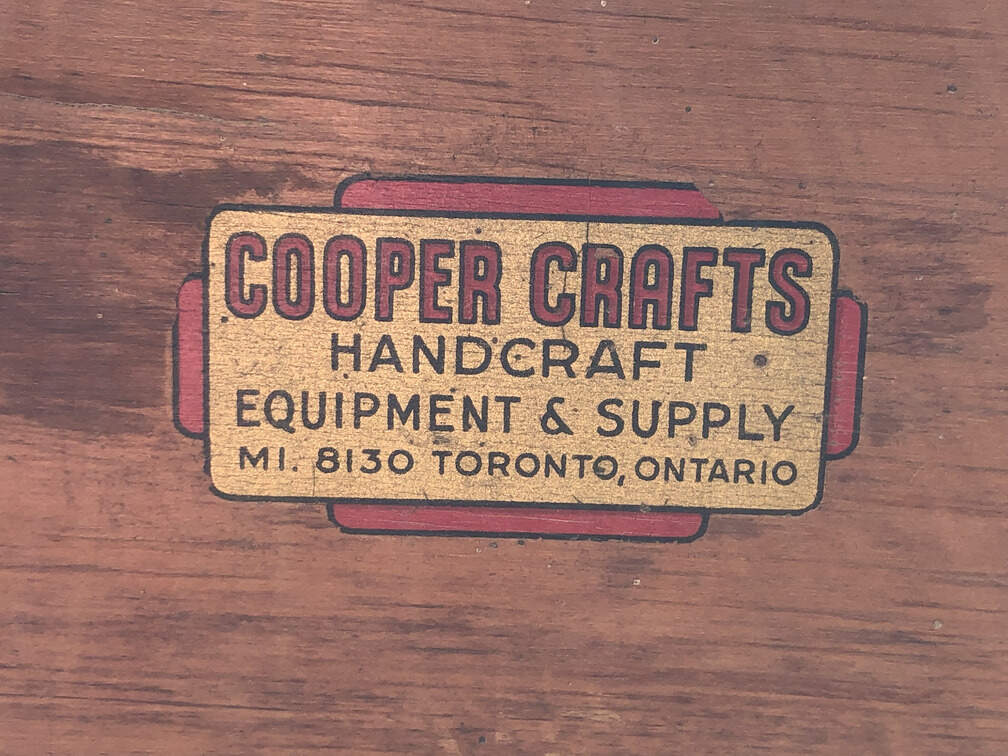 COOPER CRAFTS
HANDCRAFT
EQUIPMENT & SUPPLY
MI. 8130 TORONTO, ONTARIO